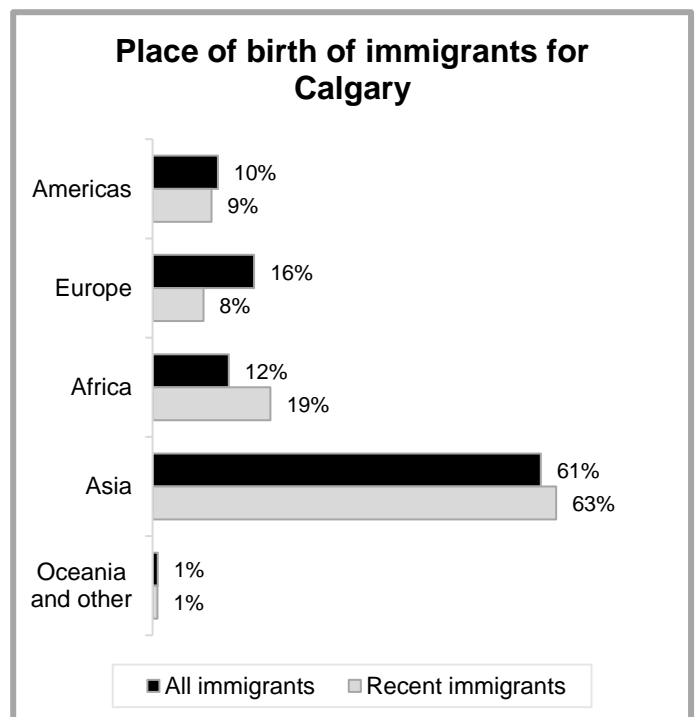 Place of birth of immigrants for
Calgary
Americas
10%
9%
Europe
16%
8%
Africa
12%
19%
Asia
61%
63%
Oceania
and other
1%
1%
All immigrants
Recent immigrants